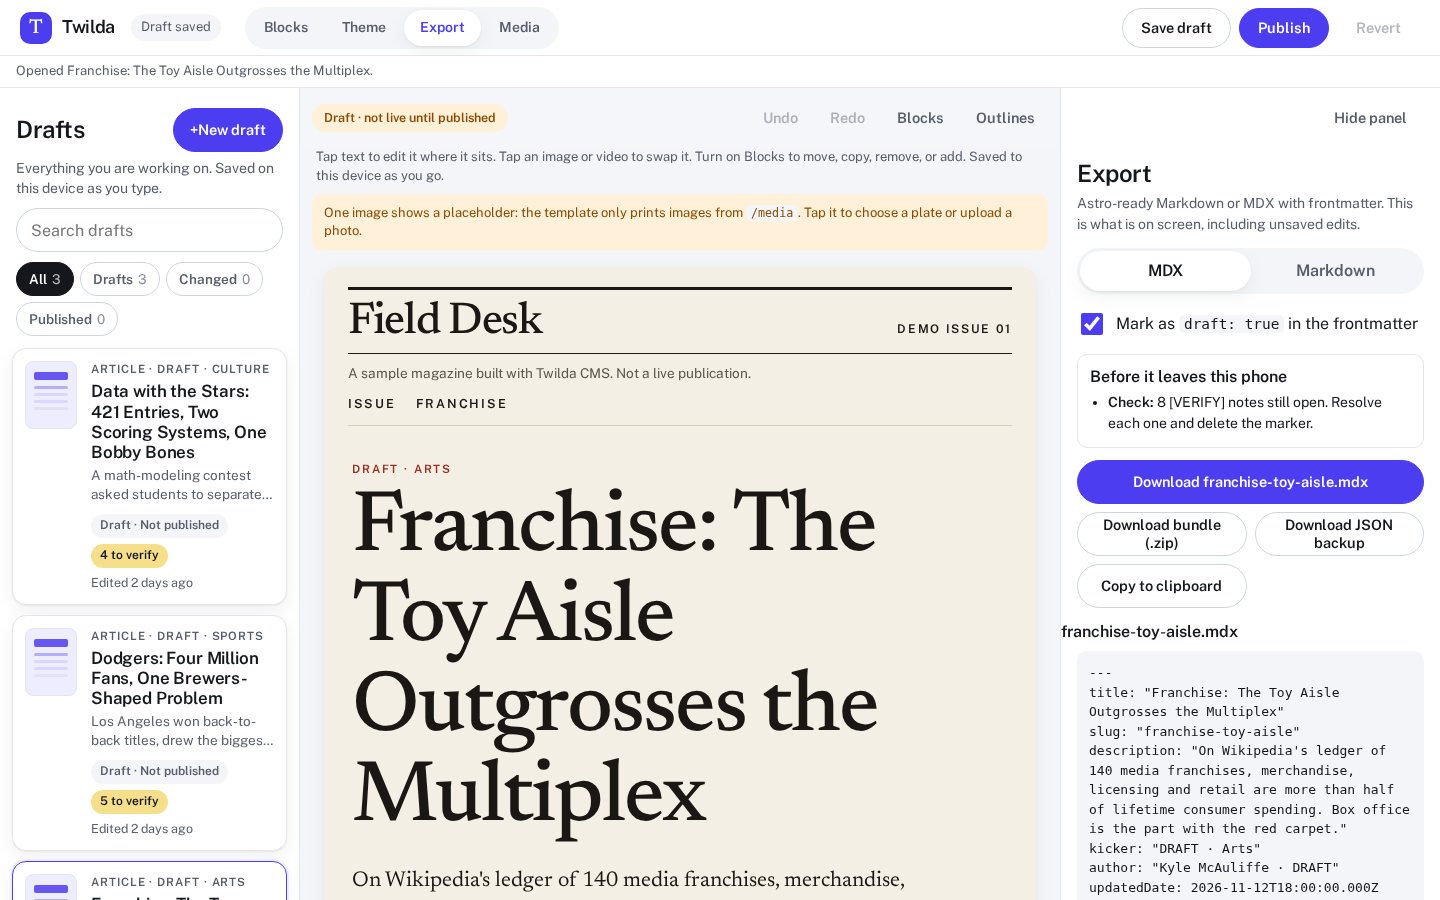 T Twilda Draft saved Blocks Theme Export Media Save draft Publish Revert
Opened Franchise: The Toy Aisle Outgrosses the Multiplex.
Drafts
+New draft
Everything you are working on. Saved on
this device as you type.
Search drafts
All 3 Drafts 3 Changed 0
Published 0
ARTICLE · DRAFT · CULTURE
Data with the Stars:
421 Entries, Two
Scoring Systems, One
Bobby Bones
A math-modeling contest
asked students to separate…
Draft · Not published
4 to verify
Edited 2 days ago
ARTICLE · DRAFT · SPORTS
Dodgers: Four Million
Fans, One Brewers-
Shaped Problem
Los Angeles won back-to-
back titles, drew the bigges…
Draft · Not published
5 to verify
Edited 2 days ago
ARTICLE · DRAFT · ARTS
Draft · not live until published
Undo Redo Blocks Outlines
Tap text to edit it where it sits. Tap an image or video to swap it. Turn on Blocks to move, copy, remove, or add. Saved to
this device as you go.
One image shows a placeholder: the template only prints images from /media. Tap it to choose a plate or upload a
photo.
Field Desk
DEMO ISSUE 01
A sample magazine built with Twilda CMS. Not a live publication.
ISSUE FRANCHISE
DRAFT · ARTS
Franchise: The
Toy Aisle
Outgrosses the
Multiplex
On Wikipedia's ledger of 140 media franchises, merchandise,
Hide panel
Export
Astro-ready Markdown or MDX with frontmatter. This
is what is on screen, including unsaved edits.
MDX Markdown
Mark as draft: true in the frontmatter
Before it leaves this phone
• Check: 8 [VERIFY] notes still open. Resolve
each one and delete the marker.
Download franchise-toy-aisle.mdx
Download bundle
(.zip)
Download JSON
backup
Copy to clipboard
franchise-toy-aisle.mdx
---
title: "Franchise: The Toy Aisle
Outgrosses the Multiplex"
slug: "franchise-toy-aisle"
description: "On Wikipedia's ledger of
140 media franchises, merchandise,
licensing and retail are more than half
of lifetime consumer spending. Box office
is the part with the red carpet."
kicker: "DRAFT · Arts"
author: "Kyle McAuliffe · DRAFT"
updatedDate: 2026-11-12T18:00:00.000Z